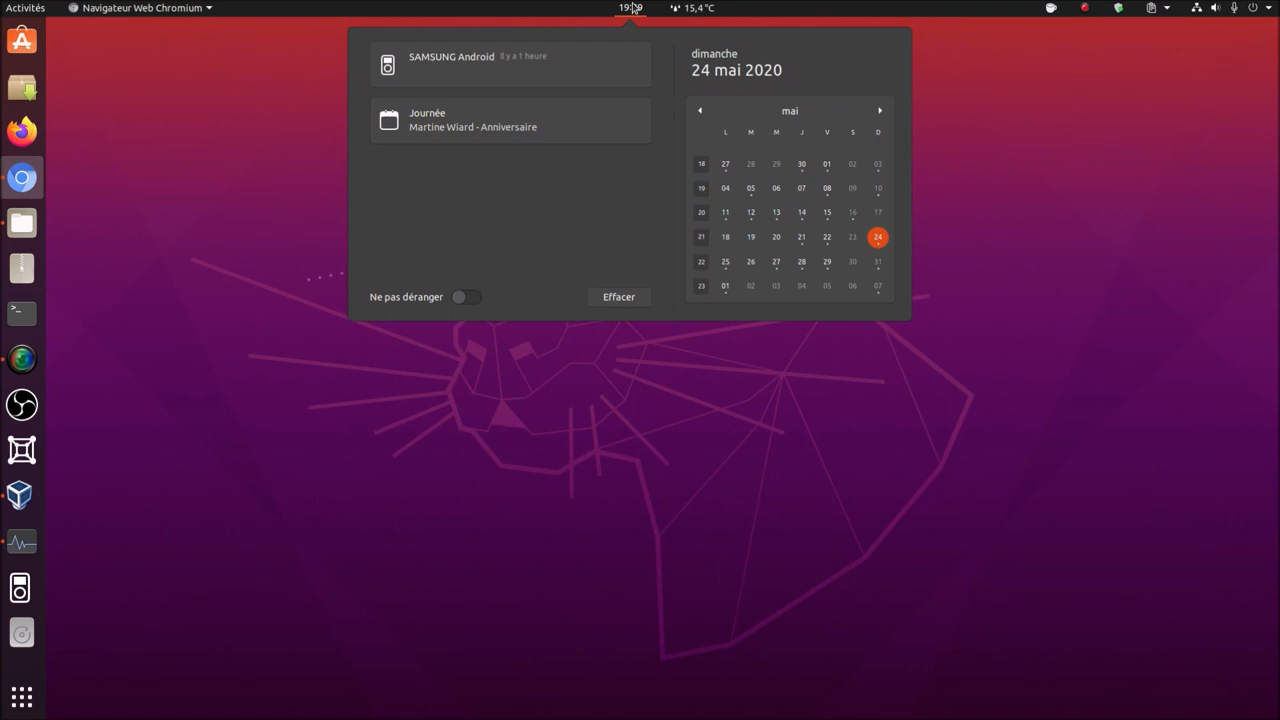 Activités
Navigateur Web Chromium
15,4 °C
SAMSUNG Android Il y a 1 heure
Journée
Martine Wiard - Anniversaire
Ne pas déranger
Effacer
dimanche
24 mai 2020
mai
L M M J V S D
18 27 28 29 30 01 02 03
19 04 05 06 07 08 09 10
20 11 12 13 14 15 16 17
21 18 19 20 21 22 23 24
22 25 26 27 28 29 30 31
23 01 02 03 04 05 06 07